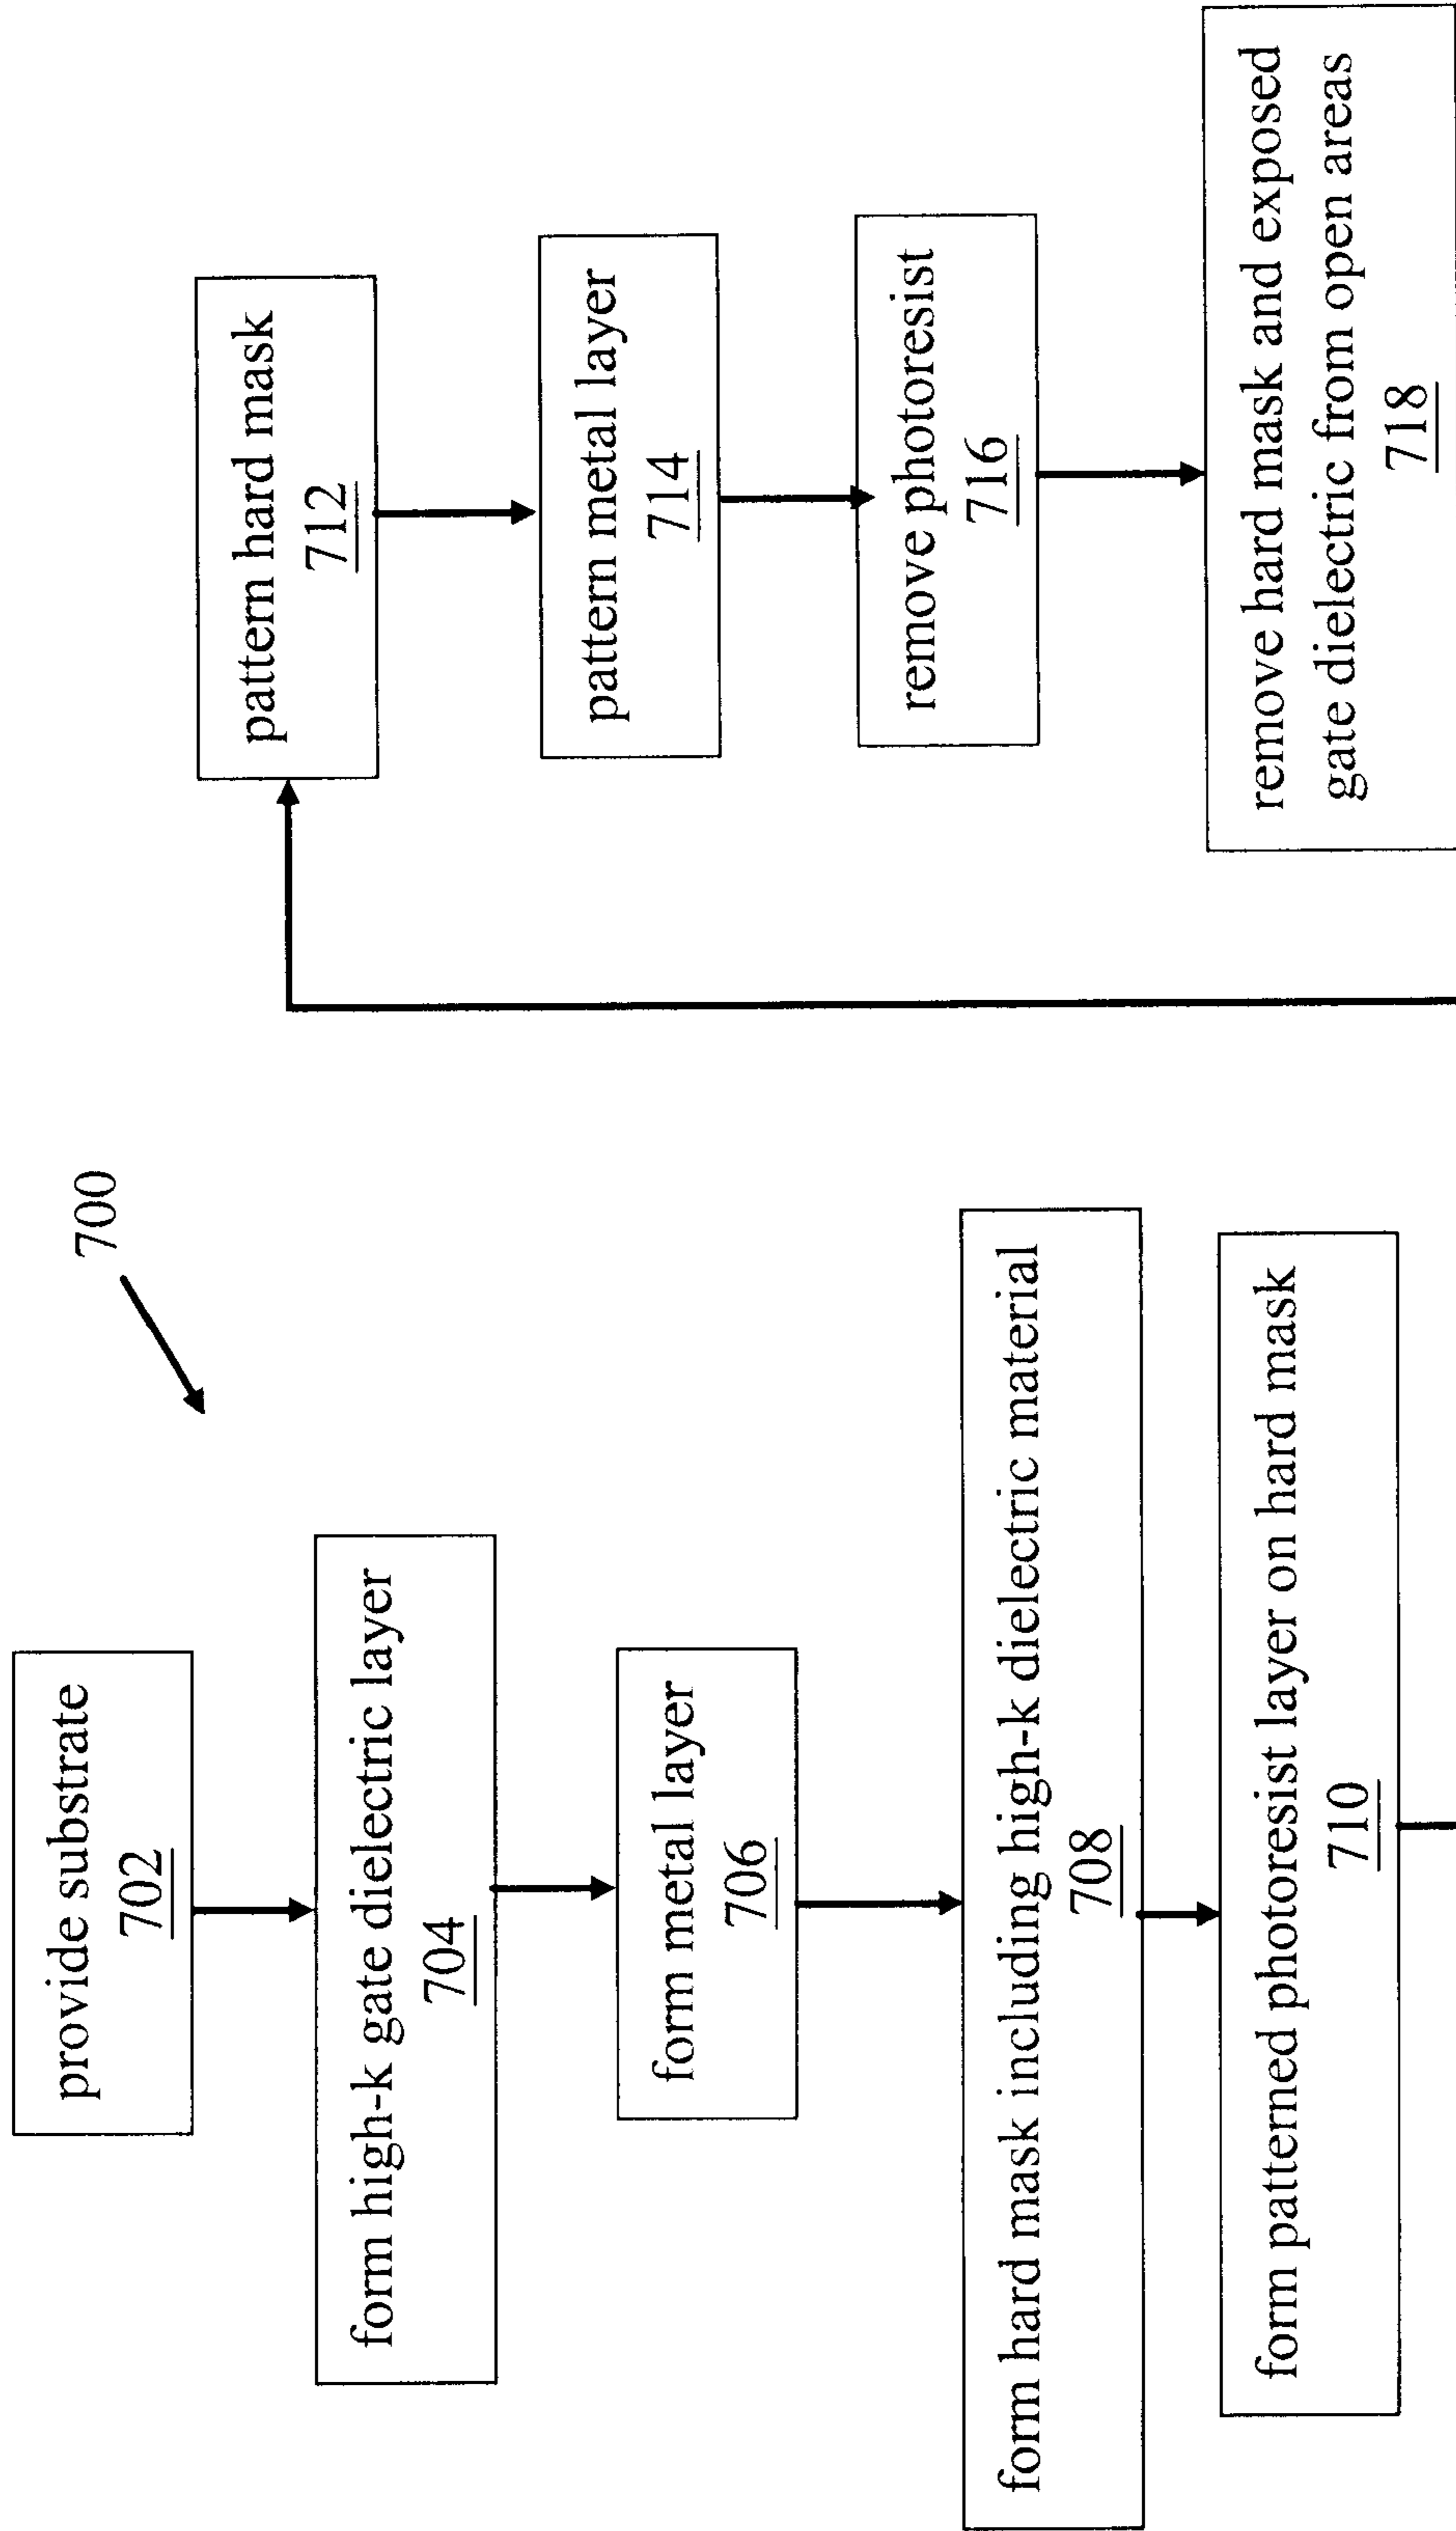 700
provide substrate
702
form high-k gate dielectric layer
704
form metal layer
706
form hard mask including high-k dielectric material
708
form patterned photoresist layer on hard mask
710
pattern hard mask
712
pattern metal layer
714
remove photoresist
716
remove hard mask and exposed
gate dielectric from open areas
718